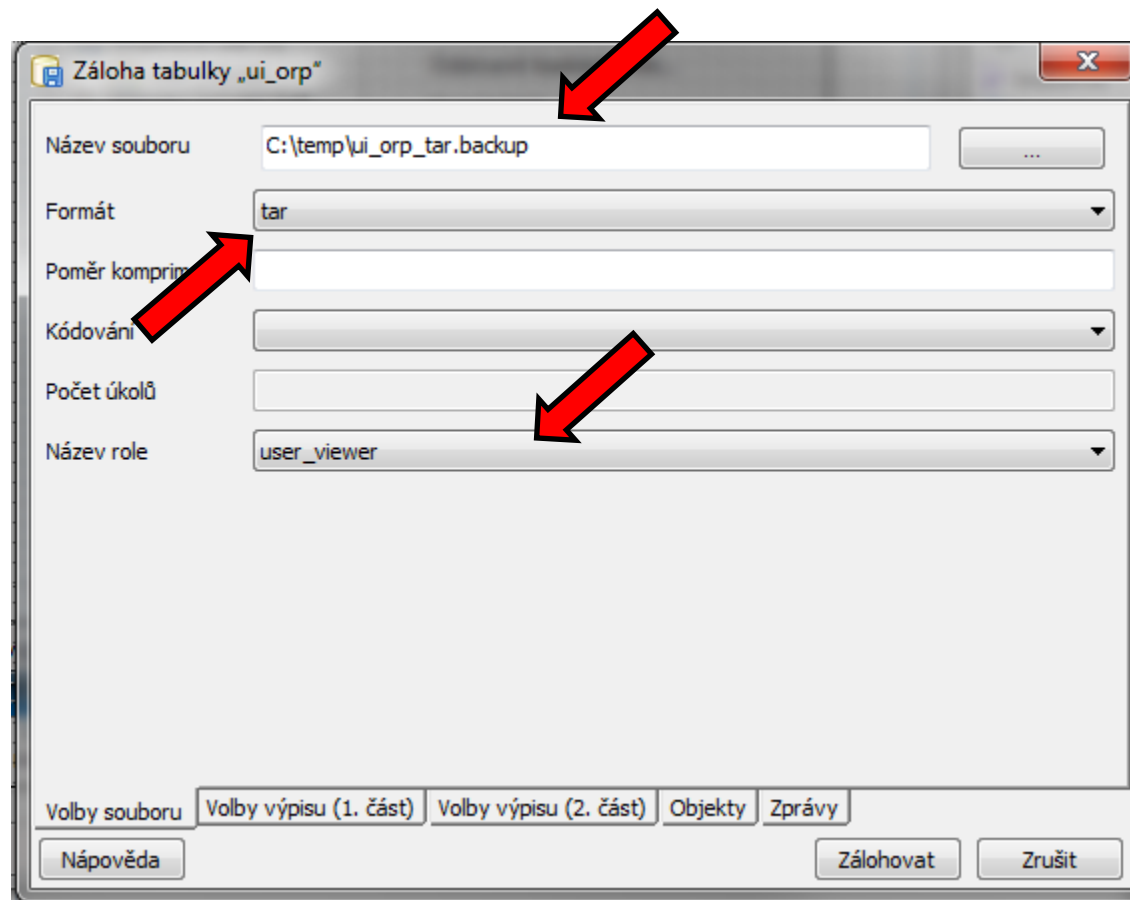 Záloha tabulky „ui_orp“
Název souboru C:\temp\ui_orp_tar.backup ...
Formát tar
Poměr
Kódování
Počet úkolů
Název role user_viewer
Volby souboru Volby výpisu (1. část) Volby výpisu (2. část) Objekty Zprávy
Nápověda Zálohovat Zrušit